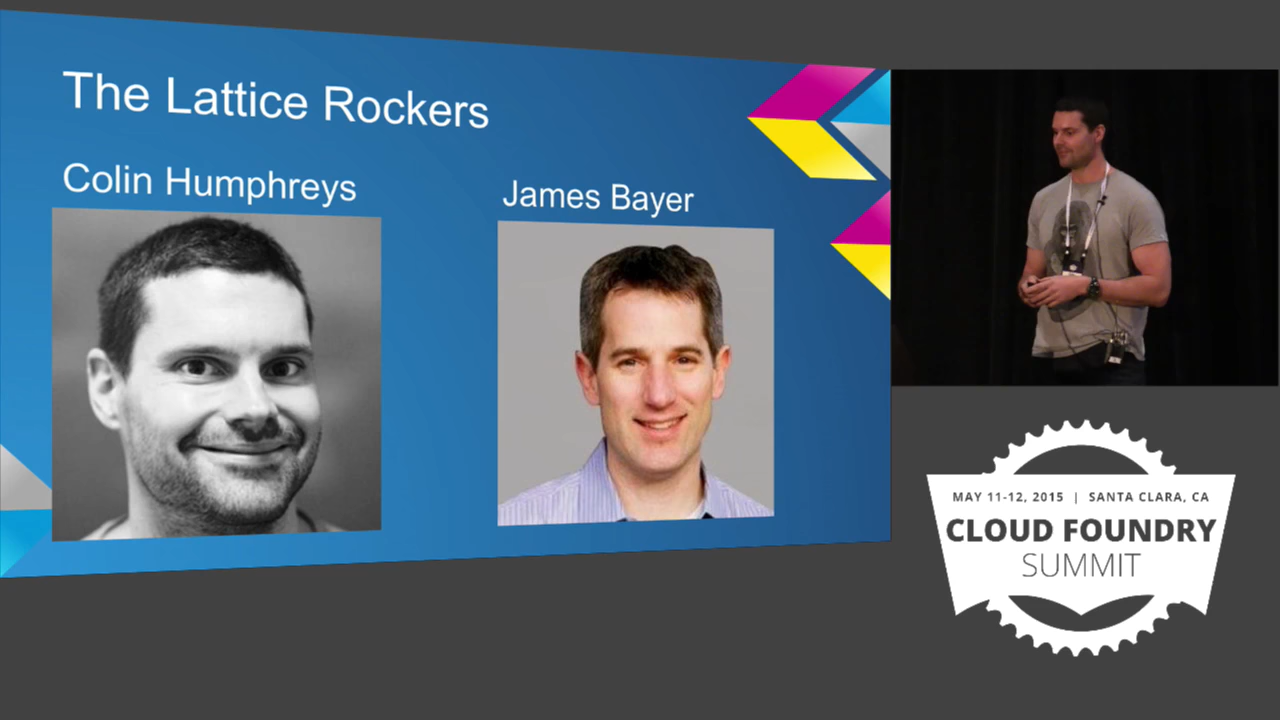 The Lattice Rockers
Colin Humphreys
James Bayer
MAY 11-12, 2015 | SANTA CLARA, CA
CLOUD FOUNDRY
SUMMIT